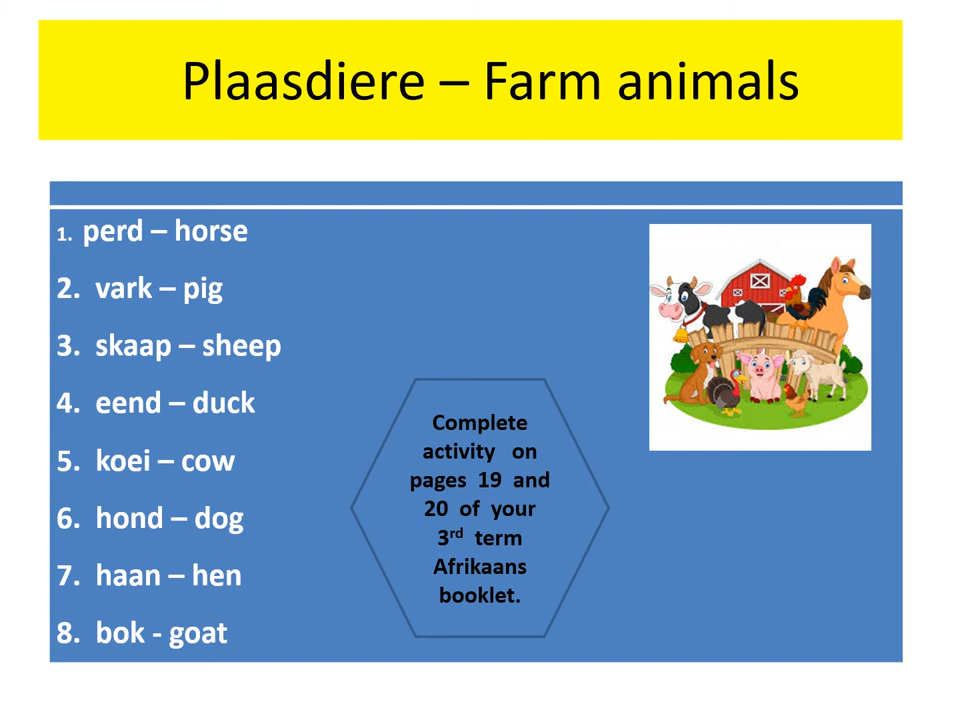 Plaasdiere – Farm animals
1. perd – horse
2. vark – pig
3. skaap – sheep
4. eend – duck
5. koei – cow
6. hond – dog
7. haan – hen
8. bok - goat
Complete
activity on
pages 19 and
20 of your
3rd term
Afrikaans
booklet.